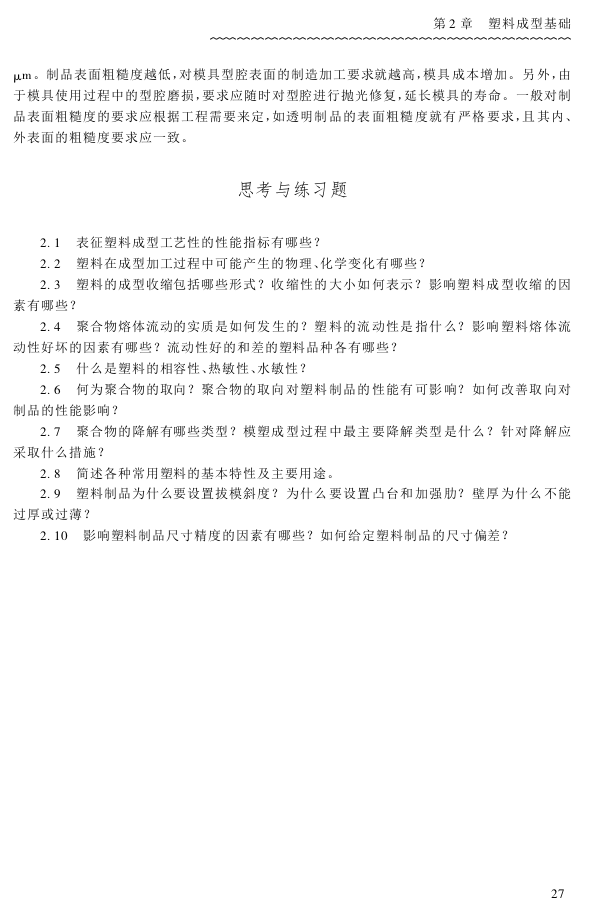 第 2 章　塑料成型基础
μm。制品表面粗糙度越低,对模具型腔表面的制造加工要求就越高,模具成本增加。另外,由
于模具使用过程中的型腔磨损,要求应随时对型腔进行抛光修复,延长模具的寿命。一般对制
品表面粗糙度的要求应根据工程需要来定,如透明制品的表面粗糙度就有严格要求,且其内、
外表面的粗糙度要求应一致。
思考与练习题
2.1　表征塑料成型工艺性的性能指标有哪些?
2.2　塑料在成型加工过程中可能产生的物理、化学变化有哪些?
2.3　塑料的成型收缩包括哪些形式? 收缩性的大小如何表示? 影响塑料成型收缩的因
素有哪些?
2.4　聚合物熔体流动的实质是如何发生的? 塑料的流动性是指什么? 影响塑料熔体流
动性好坏的因素有哪些? 流动性好的和差的塑料品种各有哪些?
2.5　什么是塑料的相容性、热敏性、水敏性?
2.6　何为聚合物的取向? 聚合物的取向对塑料制品的性能有可影响? 如何改善取向对
制品的性能影响?
2.7　聚合物的降解有哪些类型? 模塑成型过程中最主要降解类型是什么? 针对降解应
采取什么措施?
2.8　简述各种常用塑料的基本特性及主要用途。
2.9　塑料制品为什么要设置拔模斜度? 为什么要设置凸台和加强肋? 壁厚为什么不能
过厚或过薄?
2.10　影响塑料制品尺寸精度的因素有哪些? 如何给定塑料制品的尺寸偏差?
27